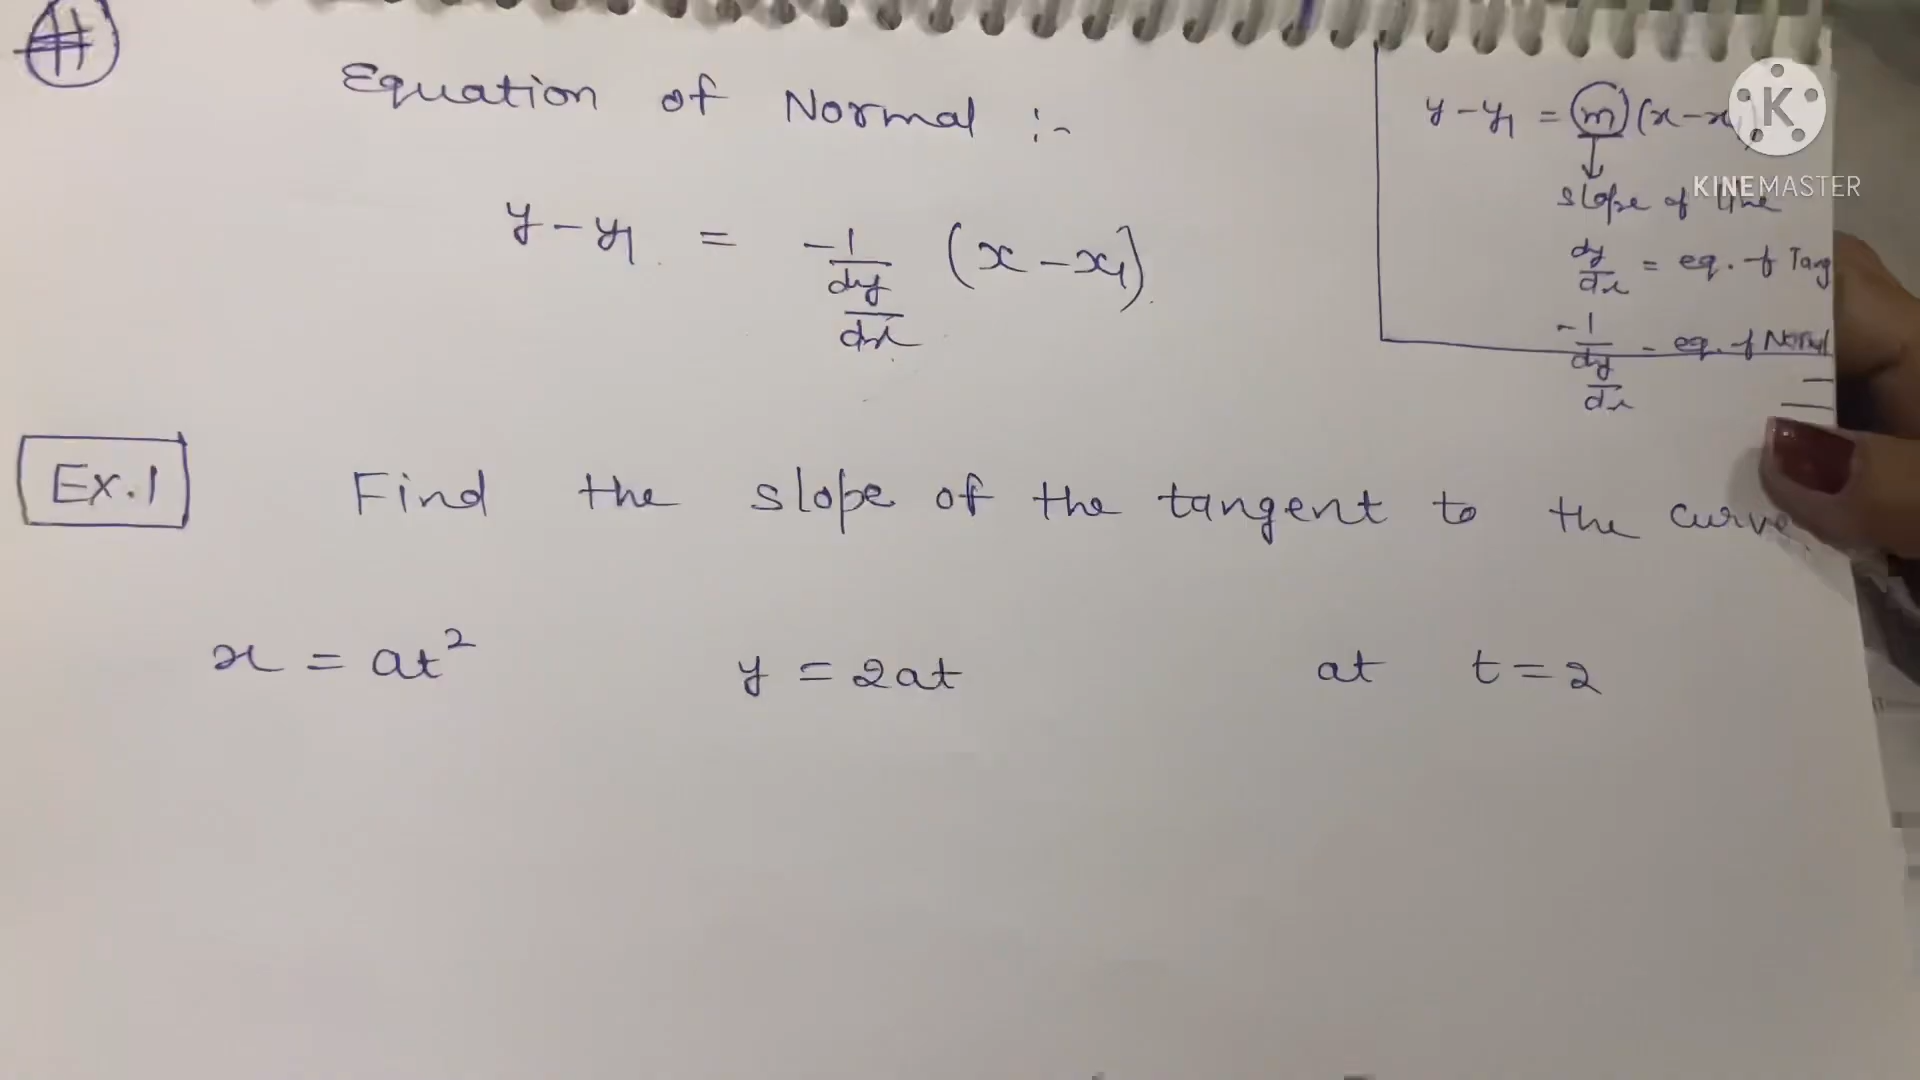 #
Equation of Normal :-
y - y1 = -1/(dy/dx) (x - x1)
y - y1 = m (x - x
KINEMASTER
slope of line
dy/dx = eq. of Tang
-1/(dy/dx) = eq. of Normal
Ex.1 Find the slope of the tangent to the curve
x = at² y = 2at at t = 2